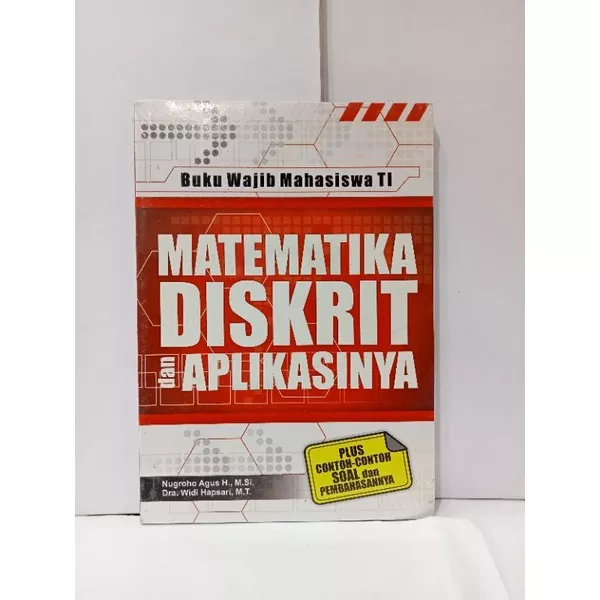 Buku Wajib Mahasiswa TI
MATEMATIKA
DISKRIT
dan APLIKASINYA
PLUS
CONTOH-CONTOH
SOAL dan
PEMBAHASANNYA
Nugroho Agus H., M.Si.
Dra. Widi Hapsari, M.T.